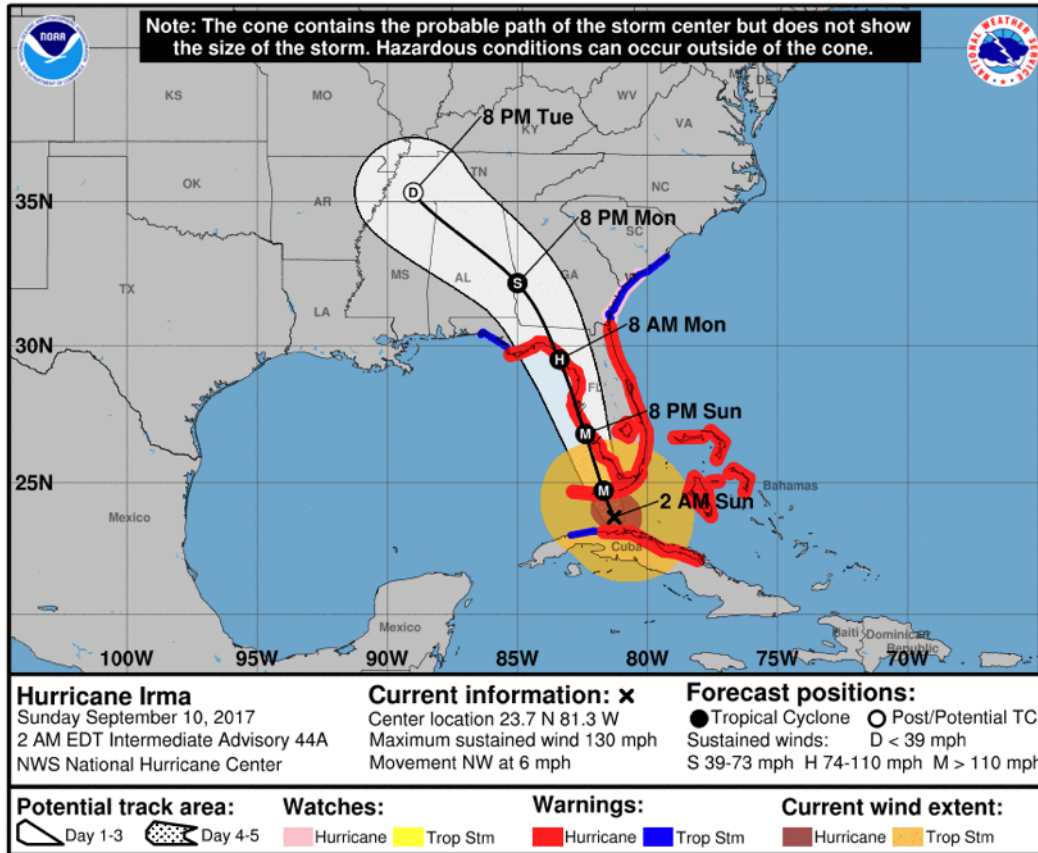 Note: The cone contains the probable path of the storm center but does not show
the size of the storm. Hazardous conditions can occur outside of the cone.
NOAA
NATIONAL WEATHER SERVICE
KS
MO
WV
DE
8 PM Tue
KY
VA
OK
TN
NC
35N
AR
D
8 PM Mon
SC
MS
AL
S
GA
TX
LA
8 AM Mon
30N
H
FL
8 PM Sun
M
25N
M
2 AM Sun
Bahamas
Mexico
Cuba
Mexico
Haiti
Dominican
Republic
100W
95W
90W
85W
80W
75W
70W
Hurricane Irma
Sunday September 10, 2017
2 AM EDT Intermediate Advisory 44A
NWS National Hurricane Center
Current information: x
Center location 23.7 N 81.3 W
Maximum sustained wind 130 mph
Movement NW at 6 mph
Forecast positions:
Tropical Cyclone Post/Potential TC
Sustained winds: D < 39 mph
S 39-73 mph H 74-110 mph M > 110 mph
Potential track area:
Day 1-3 Day 4-5
Watches:
Hurricane Trop Stm
Warnings:
Hurricane Trop Stm
Current wind extent:
Hurricane Trop Stm